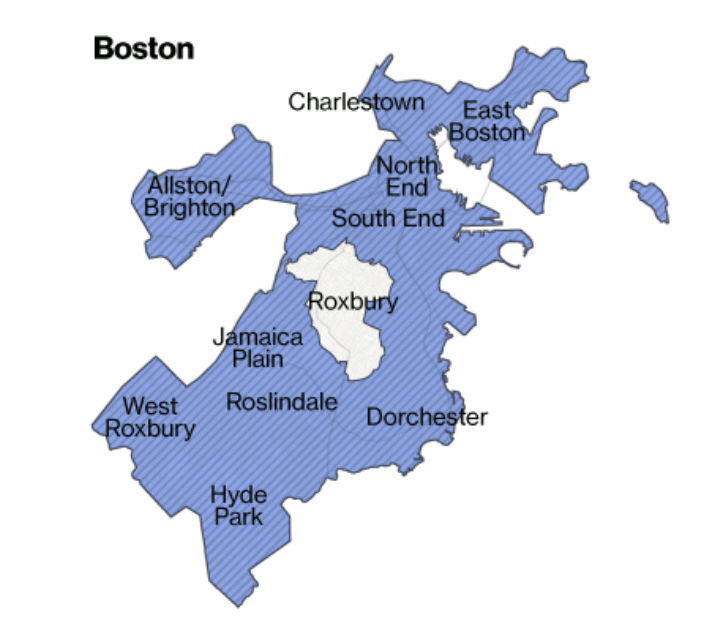 Boston
Charlestown
East
Boston
North
End
Allston/
Brighton
South End
Roxbury
Jamaica
Plain
Roslindale
West
Roxbury
Dorchester
Hyde
Park